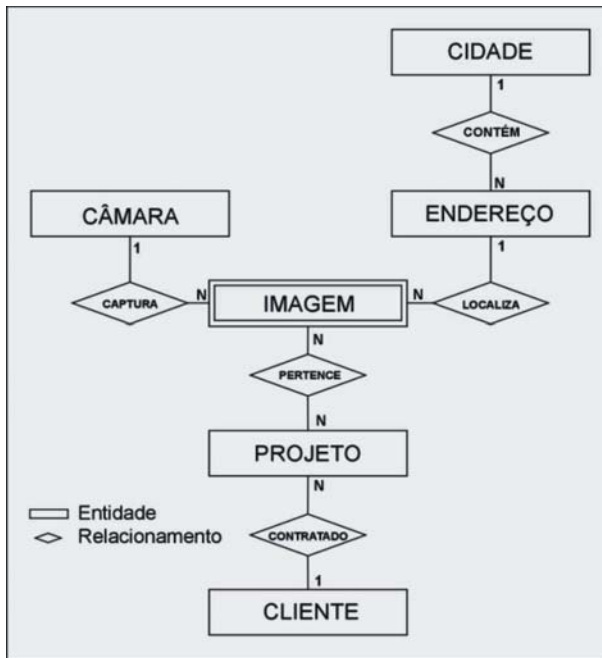 CIDADE
1
CONTÉM
N
CÂMARA
ENDEREÇO
1
1
CAPTURA
N
IMAGEM
N
LOCALIZA
N
PERTENCE
N
PROJETO
N
Entidade
Relacionamento
CONTRATADO
1
CLIENTE